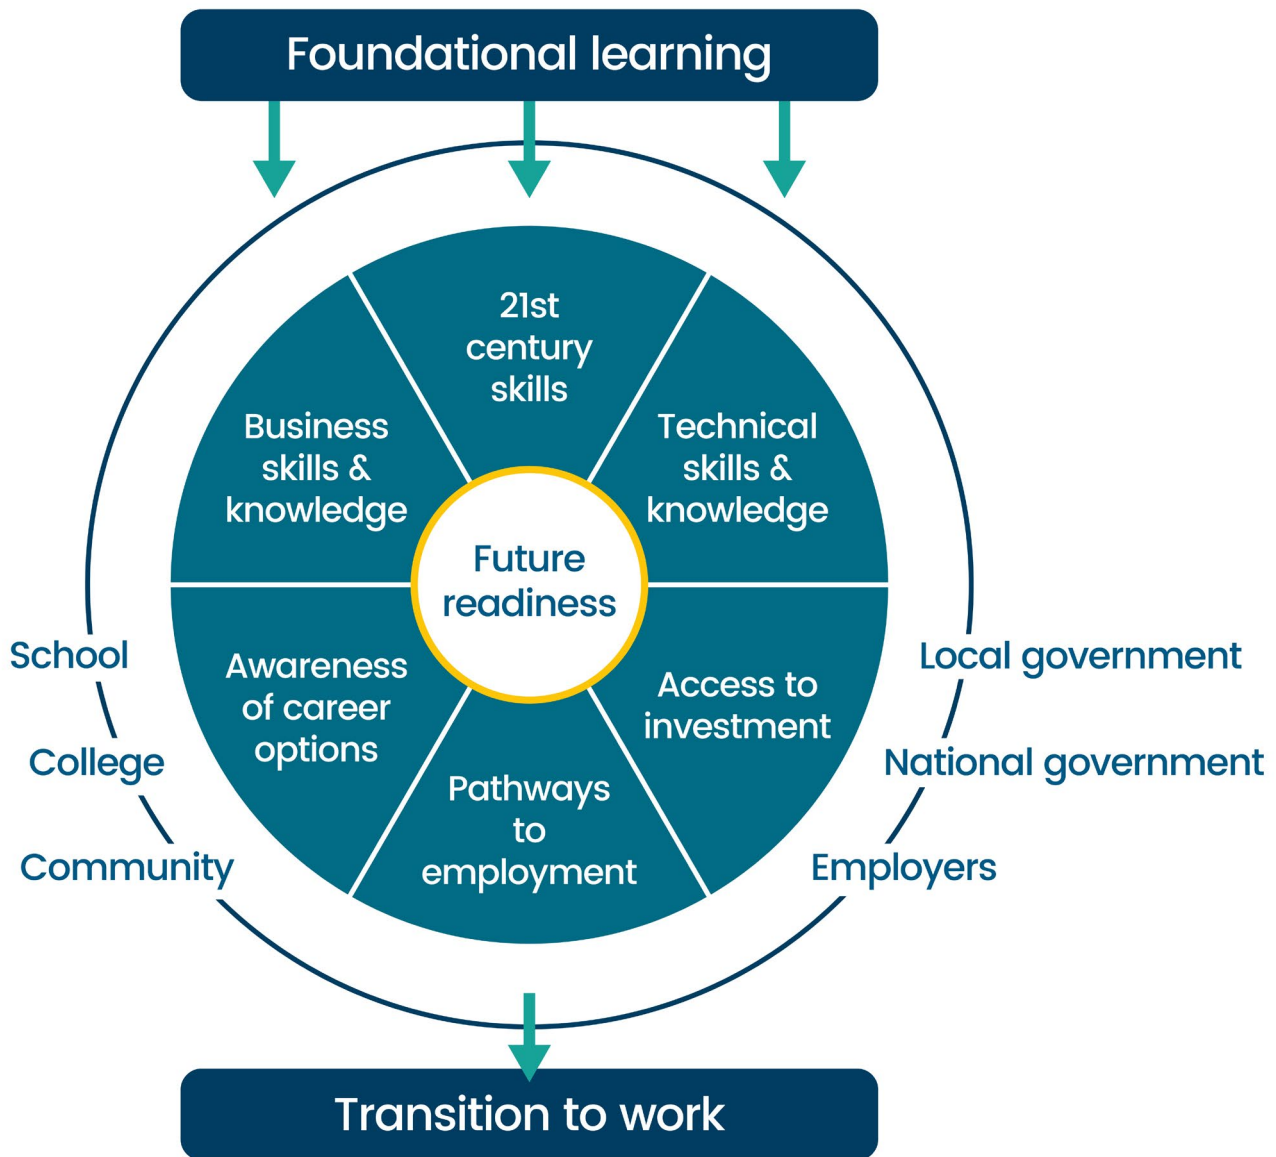 Foundational learning
21st
century
skills
Business
skills &
knowledge
Technical
skills &
knowledge
Future
readiness
School
Local government
Awareness
of career
options
Access to
investment
College
National government
Pathways
to
employment
Community
Employers
Transition to work